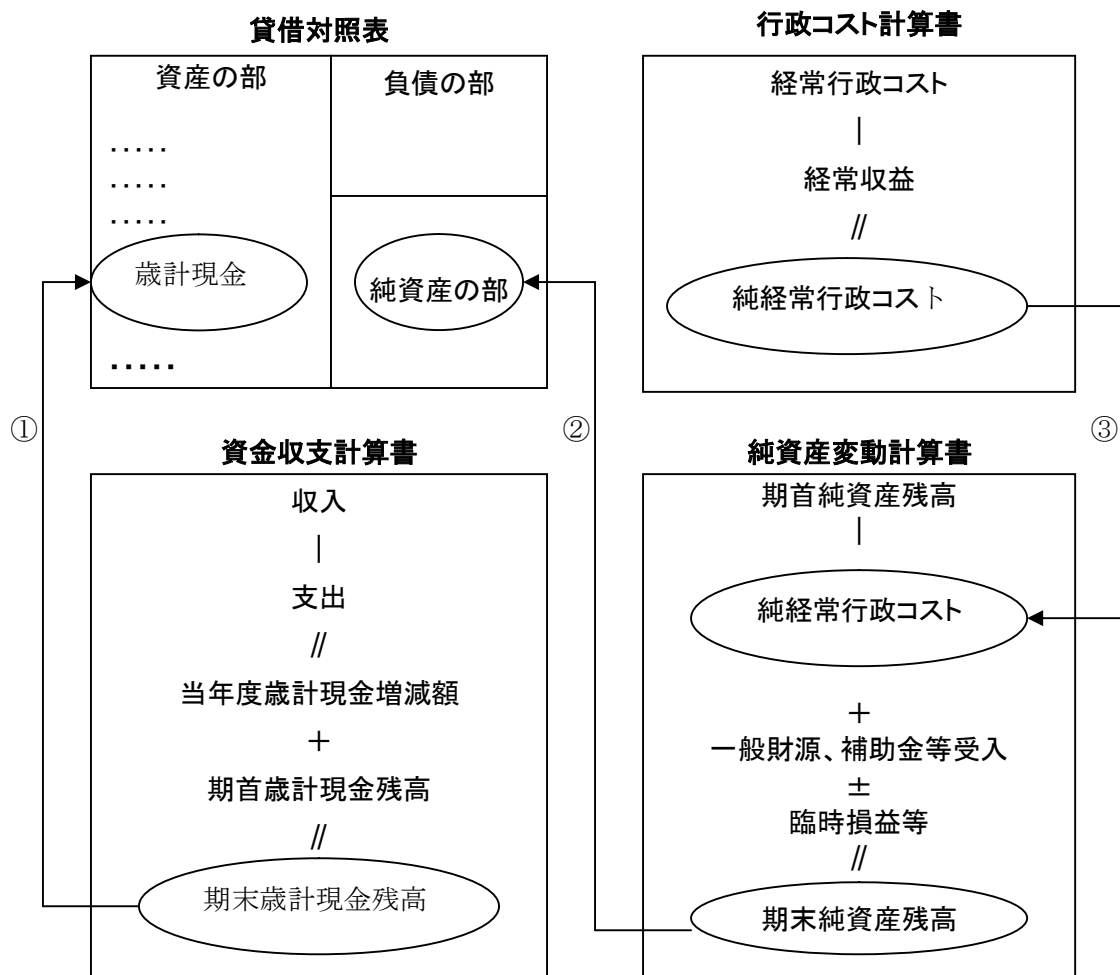 貸借対照表
資産の部
・・・・・
・・・・・
・・・・・
歳計現金
・・・・・
負債の部
純資産の部
行政コスト計算書
経常行政コスト
|
経常収益
//
純経常行政コスト
①
②
③
資金収支計算書
収入
|
支出
//
当年度歳計現金増減額
+
期首歳計現金残高
//
期末歳計現金残高
純資産変動計算書
期首純資産残高
|
純経常行政コスト
+
一般財源、補助金等受入
±
臨時損益等
//
期末純資産残高